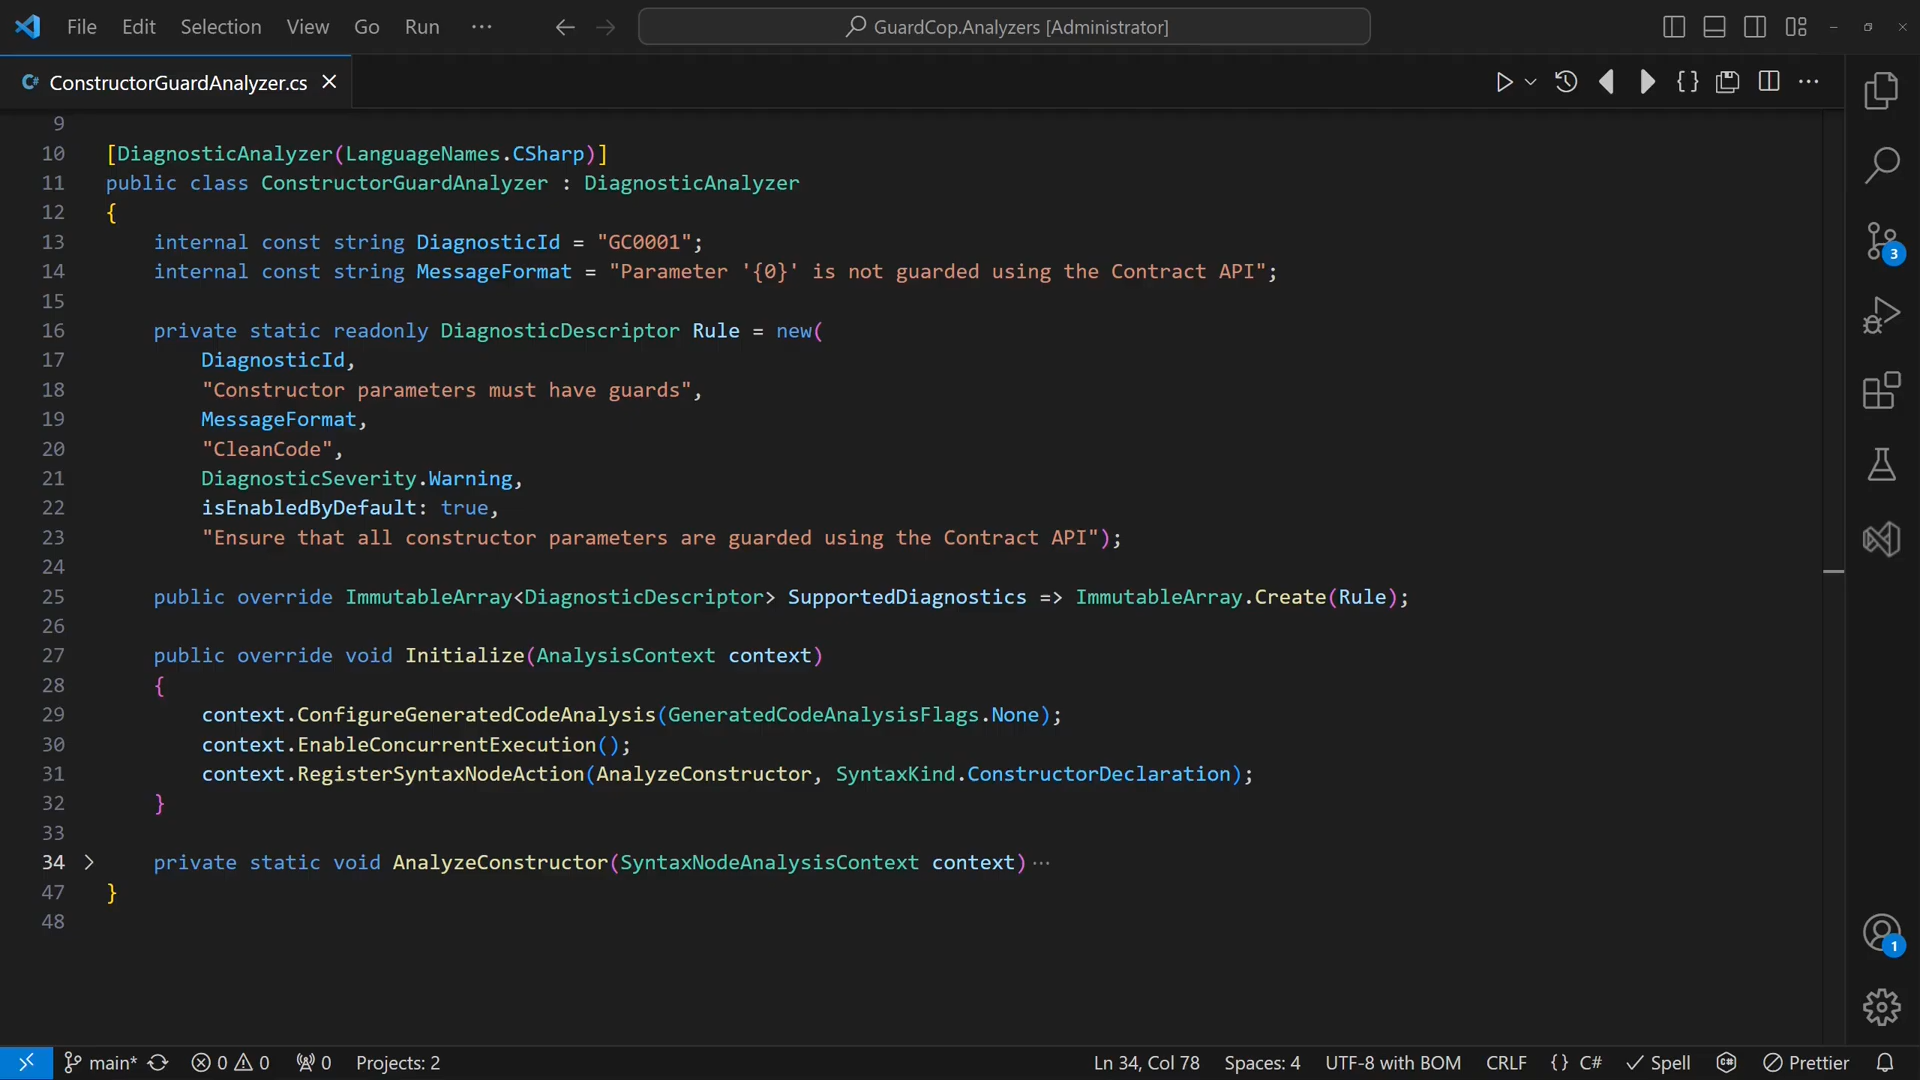 File Edit Selection View Go Run ··· GuardCop.Analyzers [Administrator]
C# ConstructorGuardAnalyzer.cs
9
10 [DiagnosticAnalyzer(LanguageNames.CSharp)]
11 public class ConstructorGuardAnalyzer : DiagnosticAnalyzer
12 {
13 internal const string DiagnosticId = "GC0001";
14 internal const string MessageFormat = "Parameter '{0}' is not guarded using the Contract API";
15
16 private static readonly DiagnosticDescriptor Rule = new(
17 DiagnosticId,
18 "Constructor parameters must have guards",
19 MessageFormat,
20 "CleanCode",
21 DiagnosticSeverity.Warning,
22 isEnabledByDefault: true,
23 "Ensure that all constructor parameters are guarded using the Contract API");
24
25 public override ImmutableArray<DiagnosticDescriptor> SupportedDiagnostics => ImmutableArray.Create(Rule);
26
27 public override void Initialize(AnalysisContext context)
28 {
29 context.ConfigureGeneratedCodeAnalysis(GeneratedCodeAnalysisFlags.None);
30 context.EnableConcurrentExecution();
31 context.RegisterSyntaxNodeAction(AnalyzeConstructor, SyntaxKind.ConstructorDeclaration);
32 }
33
34 private static void AnalyzeConstructor(SyntaxNodeAnalysisContext context)···
47 }
48
3
1
main* 0 0 0 Projects: 2 Ln 34, Col 78 Spaces: 4 UTF-8 with BOM CRLF {} C# Spell Prettier